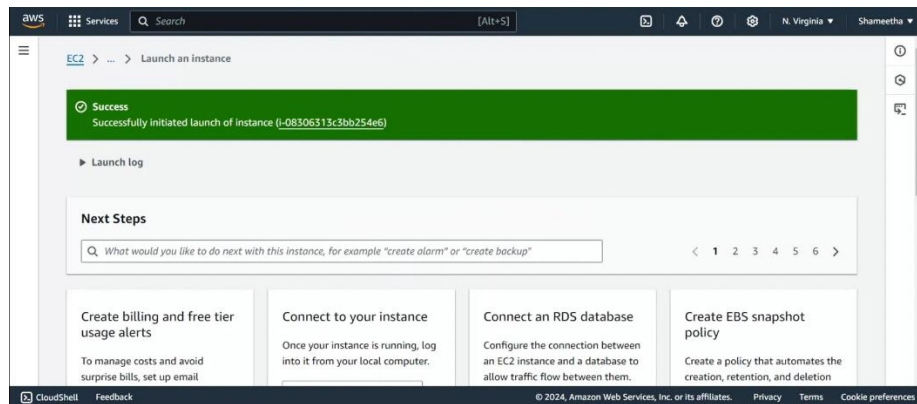 aws Services Search [Alt+S] N. Virginia Shameetha
EC2 > ... > Launch an instance
Success
Successfully initiated launch of instance (i-08306313c3bb254e6)
Launch log
Next Steps
What would you like to do next with this instance, for example "create alarm" or "create backup"
1 2 3 4 5 6
Create billing and free tier
usage alerts
To manage costs and avoid
surprise bills, set up email
Connect to your instance
Once your instance is running, log
into it from your local computer.
Connect an RDS database
Configure the connection between
an EC2 instance and a database to
allow traffic flow between them.
Create EBS snapshot
policy
Create a policy that automates the
creation, retention, and deletion
CloudShell Feedback © 2024, Amazon Web Services, Inc. or its affiliates. Privacy Terms Cookie preferences